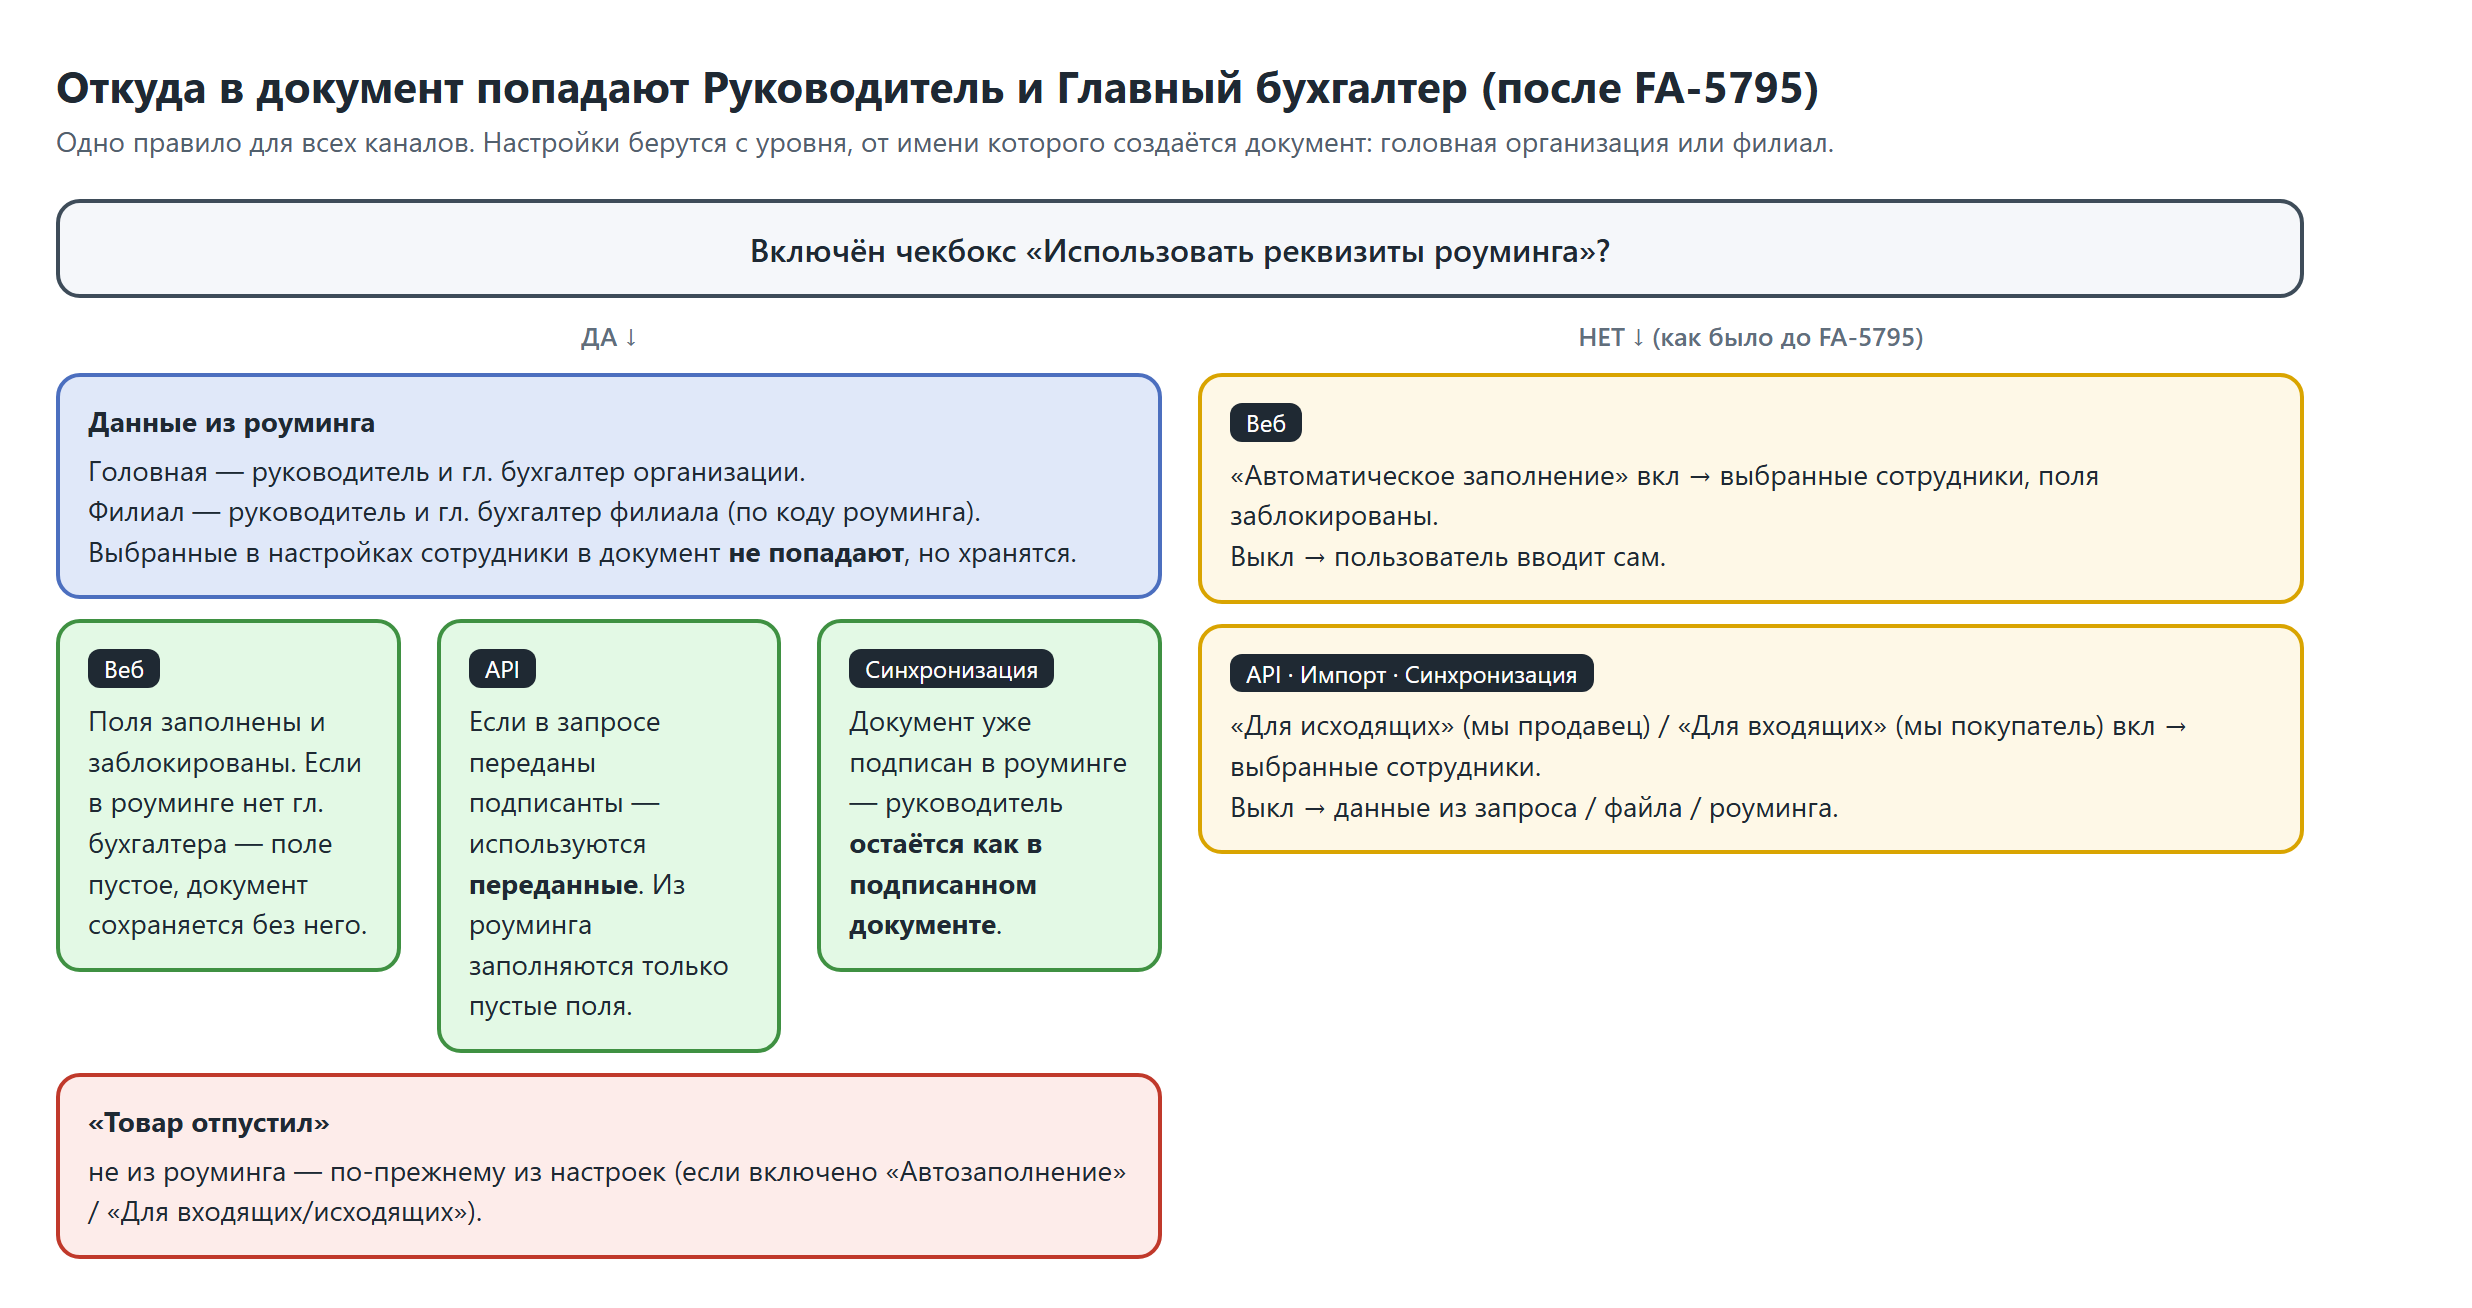 Откуда в документ попадают Руководитель и Главный бухгалтер (после FA-5795)
Одно правило для всех каналов. Настройки берутся с уровня, от имени которого создаётся документ: головная организация или филиал.
Включён чекбокс «Использовать реквизиты роуминга»?
ДА ↓
Данные из роуминга
Головная — руководитель и гл. бухгалтер организации.
Филиал — руководитель и гл. бухгалтер филиала (по коду роуминга).
Выбранные в настройках сотрудники в документ не попадают, но хранятся.
Веб
Поля заполнены и
заблокированы. Если
в роуминге нет гл.
бухгалтера — поле
пустое, документ
сохраняется без него.
API
Если в запросе
переданы
подписанты —
используются
переданные. Из
роуминга
заполняются только
пустые поля.
Синхронизация
Документ уже
подписан в роуминге
— руководитель
остаётся как в
подписанном
документе.
«Товар отпустил»
не из роуминга — по-прежнему из настроек (если включено «Автозаполнение»
/ «Для входящих/исходящих»).
НЕТ ↓ (как было до FA-5795)
Веб
«Автоматическое заполнение» вкл → выбранные сотрудники, поля
заблокированы.
Выкл → пользователь вводит сам.
API · Импорт · Синхронизация
«Для исходящих» (мы продавец) / «Для входящих» (мы покупатель) вкл →
выбранные сотрудники.
Выкл → данные из запроса / файла / роуминга.